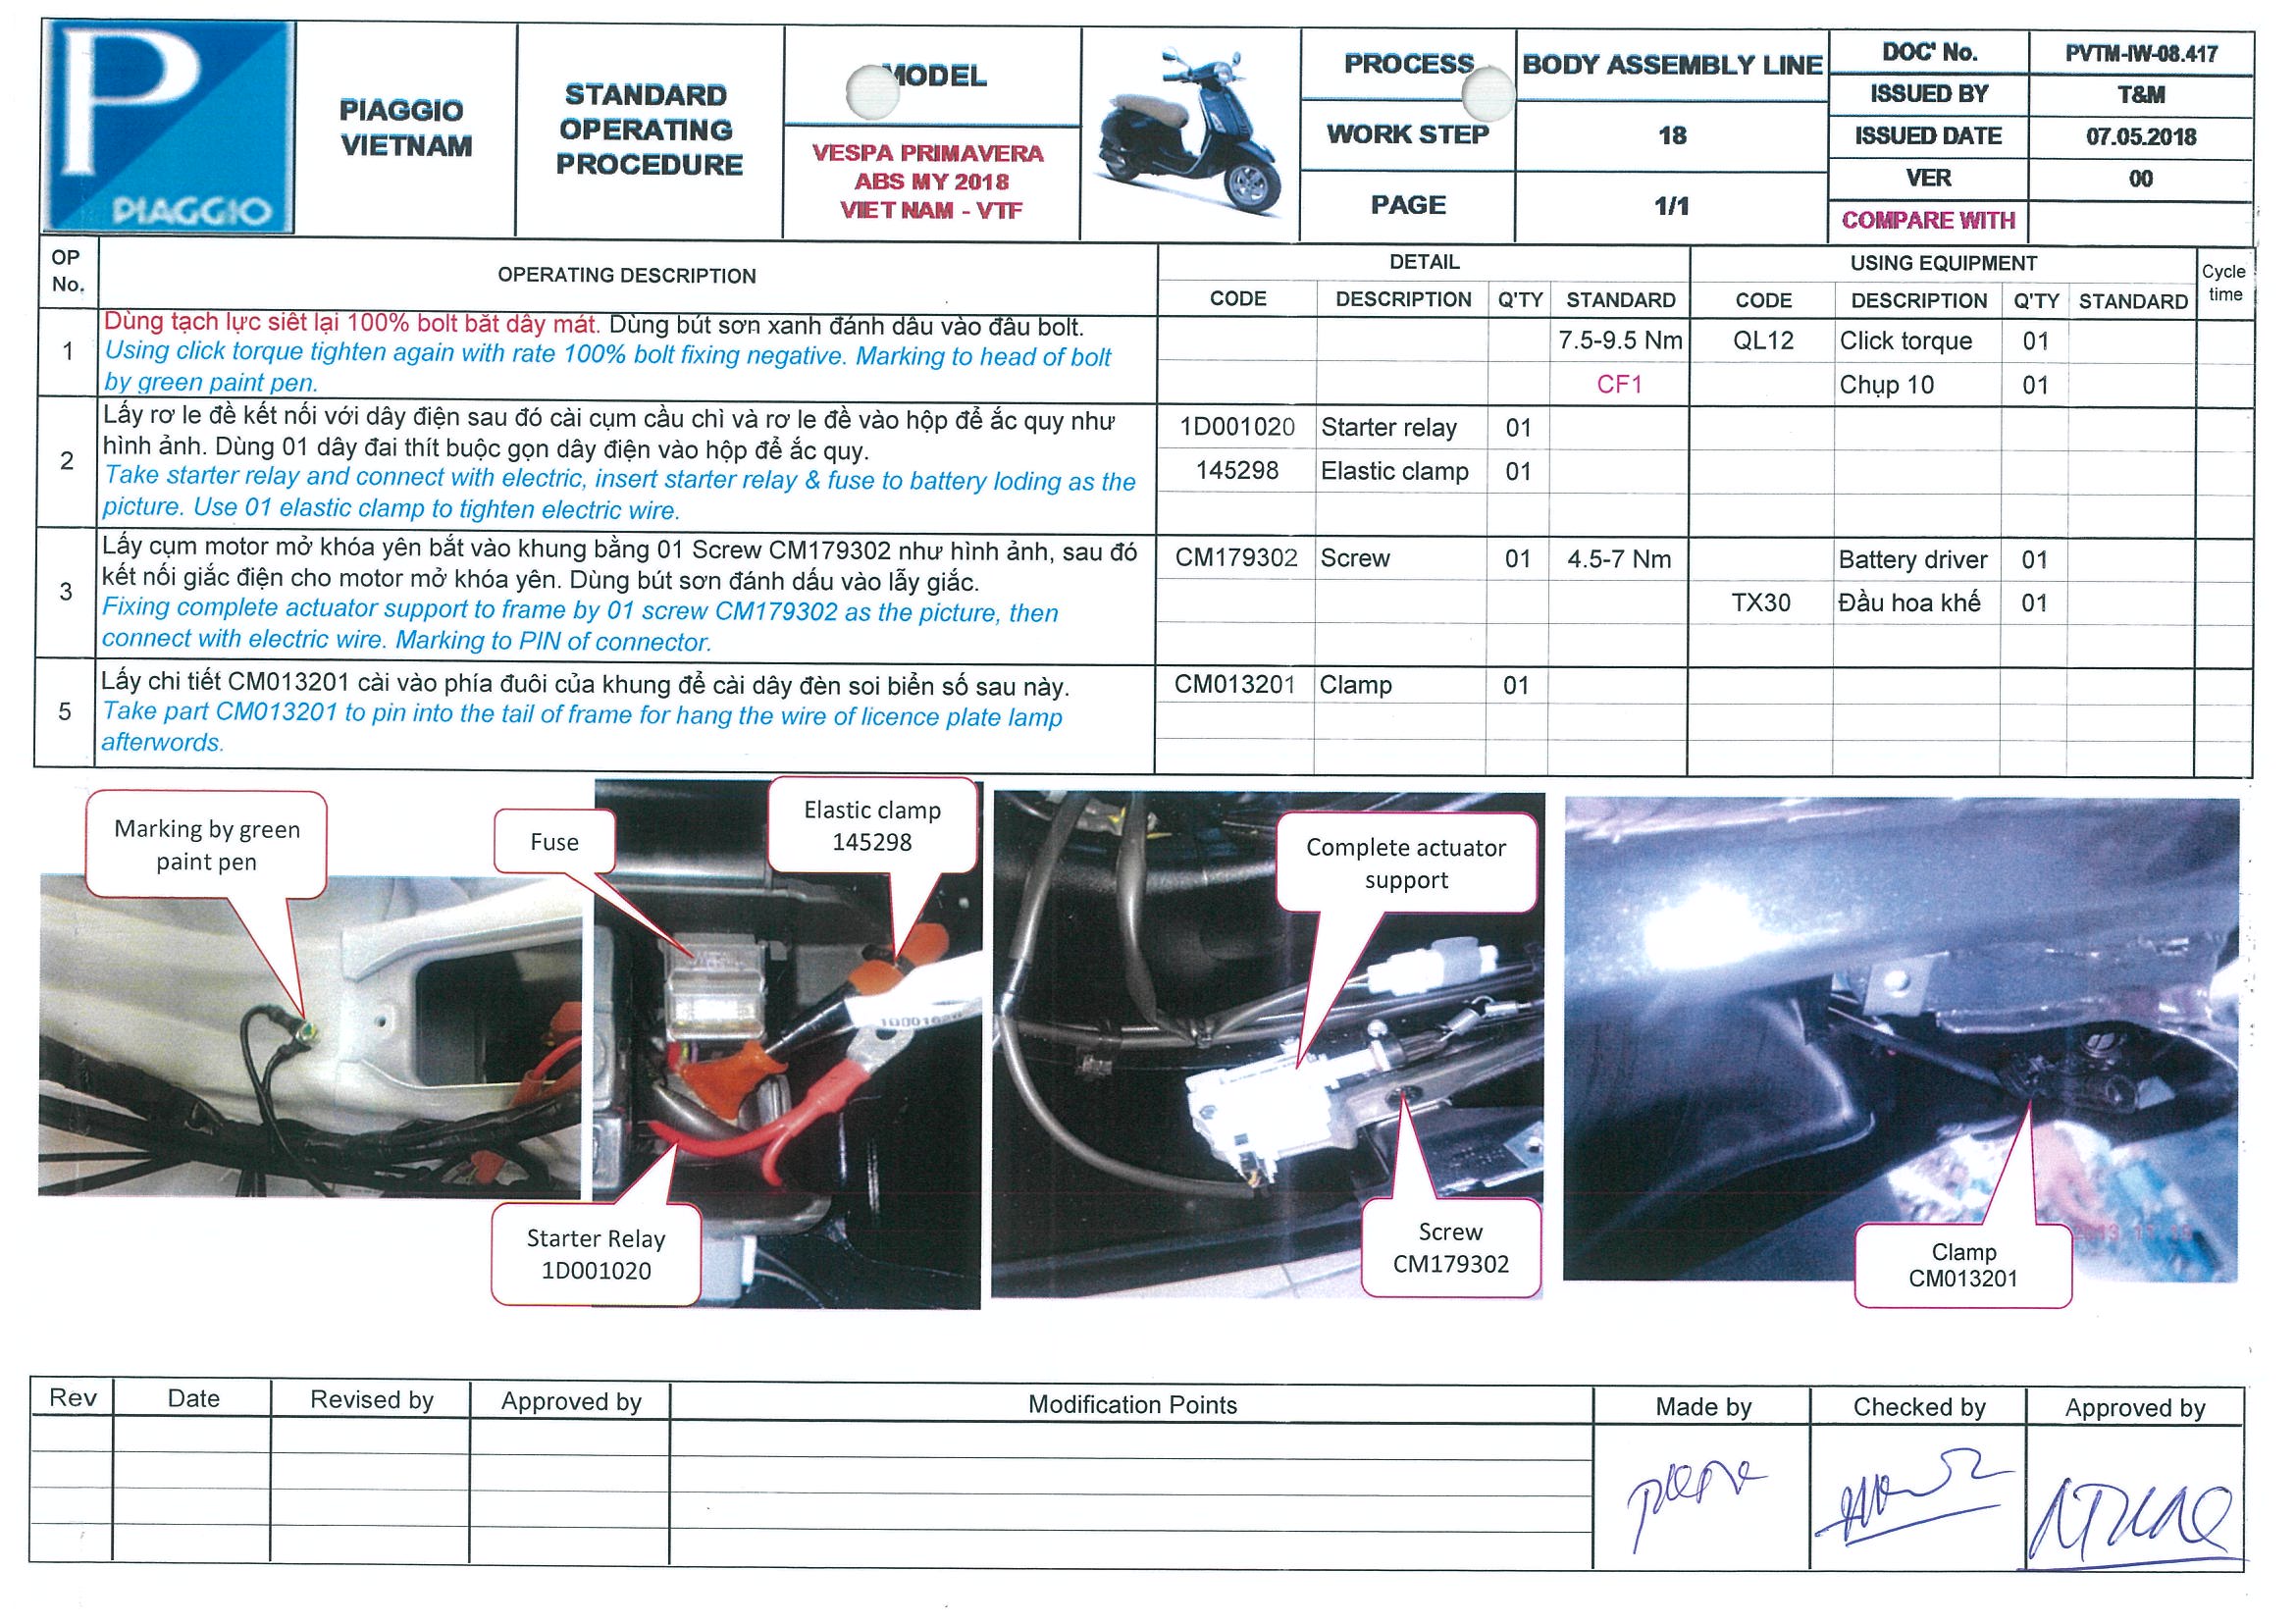 P
PIAGGIO
PIAGGIO
VIETNAM
STANDARD
OPERATING
PROCEDURE
MODEL
VESPA PRIMAVERA
ABS MY 2018
VIET NAM - VTF
PROCESS
BODY ASSEMBLY LINE
WORK STEP
18
PAGE
1/1
DOC' No.
PVTM-IW-08.417
ISSUED BY
T&M
ISSUED DATE
07.05.2018
VER
00
COMPARE WITH
OP
No.
OPERATING DESCRIPTION
DETAIL
USING EQUIPMENT
Cycle
time
CODE DESCRIPTION Q'TY STANDARD CODE DESCRIPTION Q'TY STANDARD
1
Dùng tạch lực siết lại 100% bolt bắt dây mát. Dùng bút sơn xanh đánh dấu vào đầu bolt.
Using click torque tighten again with rate 100% bolt fixing negative. Marking to head of bolt
by green paint pen.
7.5-9.5 Nm QL12 Click torque 01
CF1 Chụp 10 01
2
Lấy rơ le đề kết nối với dây điện sau đó cài cụm cầu chì và rơ le đề vào hộp để ắc quy như
hình ảnh. Dùng 01 dây đai thít buộc gọn dây điện vào hộp để ắc quy.
Take starter relay and connect with electric, insert starter relay & fuse to battery loding as the
picture. Use 01 elastic clamp to tighten electric wire.
1D001020 Starter relay 01
145298 Elastic clamp 01
3
Lấy cụm motor mở khóa yên bắt vào khung bằng 01 Screw CM179302 như hình ảnh, sau đó
kết nối giắc điện cho motor mở khóa yên. Dùng bút sơn đánh dấu vào lẫy giắc.
Fixing complete actuator support to frame by 01 screw CM179302 as the picture, then
connect with electric wire. Marking to PIN of connector.
CM179302 Screw 01 4.5-7 Nm Battery driver 01
TX30 Đầu hoa khế 01
5
Lấy chi tiết CM013201 cài vào phía đuôi của khung để cài dây đèn soi biển số sau này.
Take part CM013201 to pin into the tail of frame for hang the wire of licence plate lamp
afterwords.
CM013201 Clamp 01
Marking by green
paint pen
Fuse
Elastic clamp
145298
Starter Relay
1D001020
Complete actuator
support
Screw
CM179302
Clamp
CM013201
Rev Date Revised by Approved by Modification Points Made by Checked by Approved by